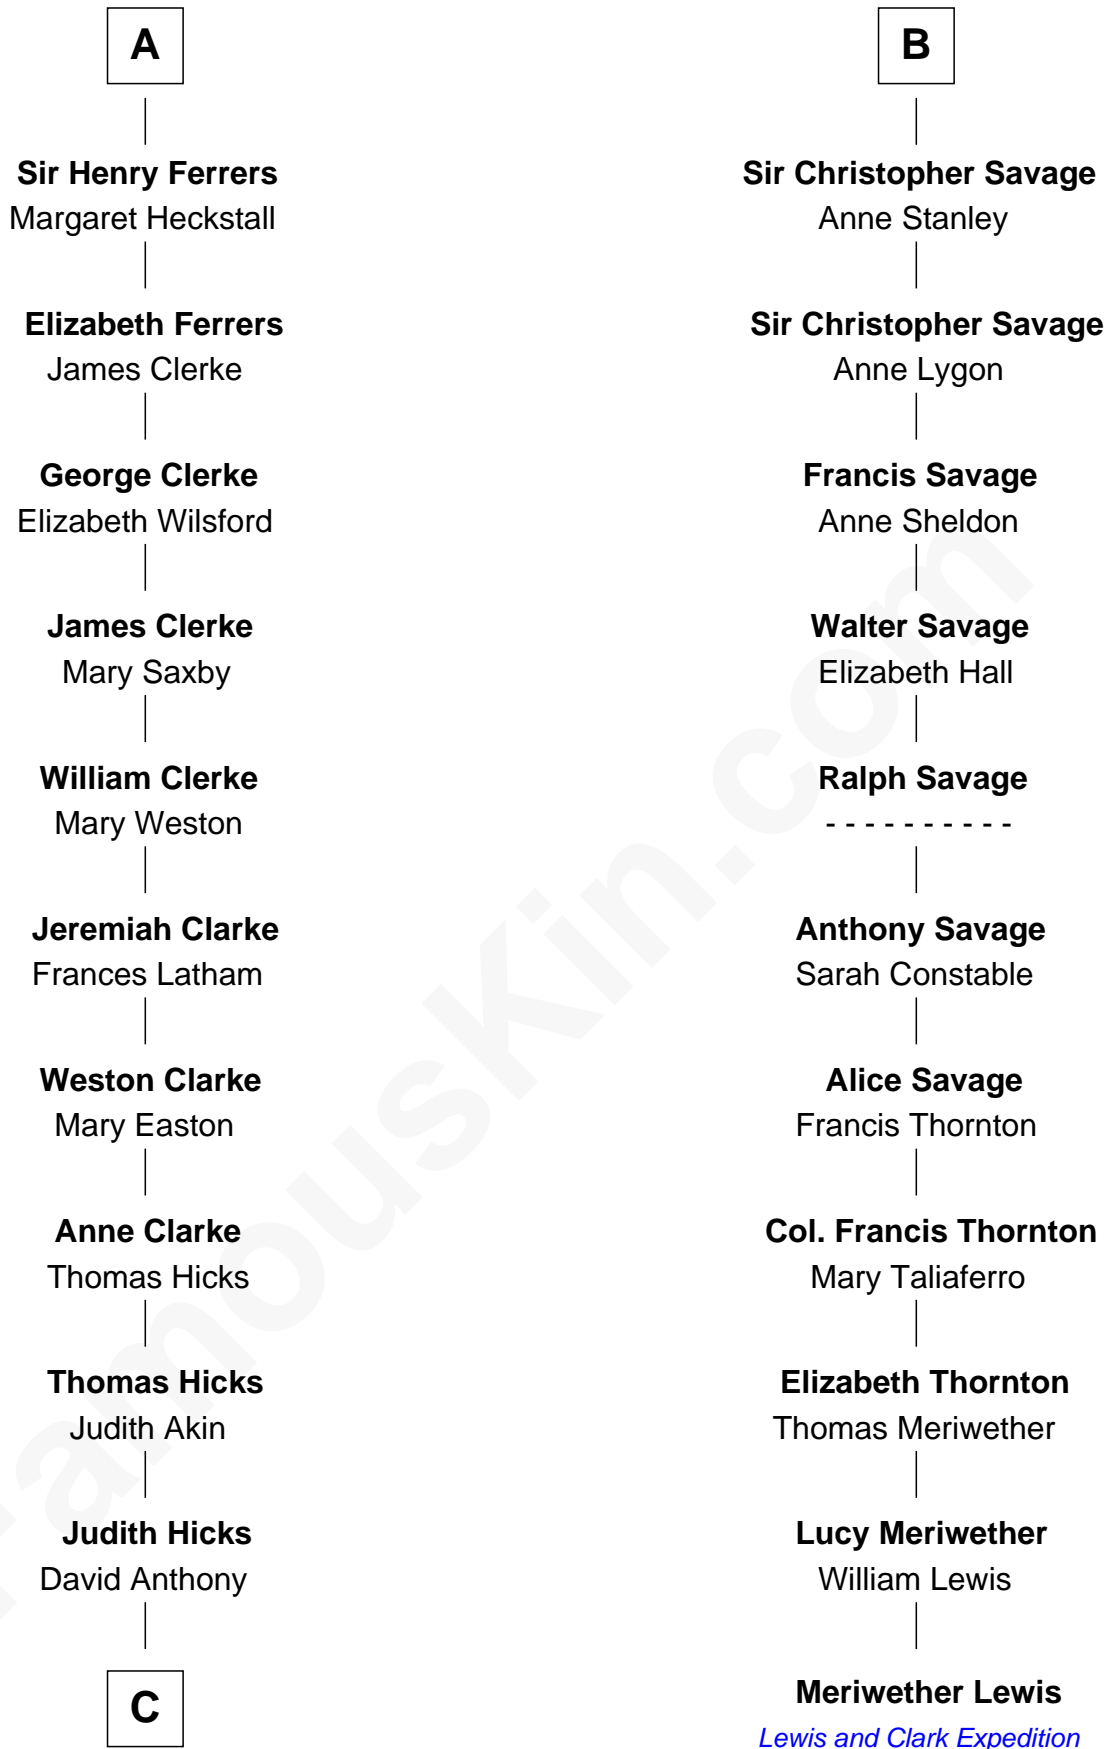 A
Sir Henry Ferrers
Margaret Heckstall
Elizabeth Ferrers
James Clerke
George Clerke
Elizabeth Wilsford
James Clerke
Mary Saxby
William Clerke
Mary Weston
Jeremiah Clarke
Frances Latham
Weston Clarke
Mary Easton
Anne Clarke
Thomas Hicks
Thomas Hicks
Judith Akin
Judith Hicks
David Anthony
C
B
Sir Christopher Savage
Anne Stanley
Sir Christopher Savage
Anne Lygon
Francis Savage
Anne Sheldon
Walter Savage
Elizabeth Hall
Ralph Savage
- - - - - - - - - -
Anthony Savage
Sarah Constable
Alice Savage
Francis Thornton
Col. Francis Thornton
Mary Taliaferro
Elizabeth Thornton
Thomas Meriwether
Lucy Meriwether
William Lewis
Meriwether Lewis
Lewis and Clark Expedition
FamousKin.com